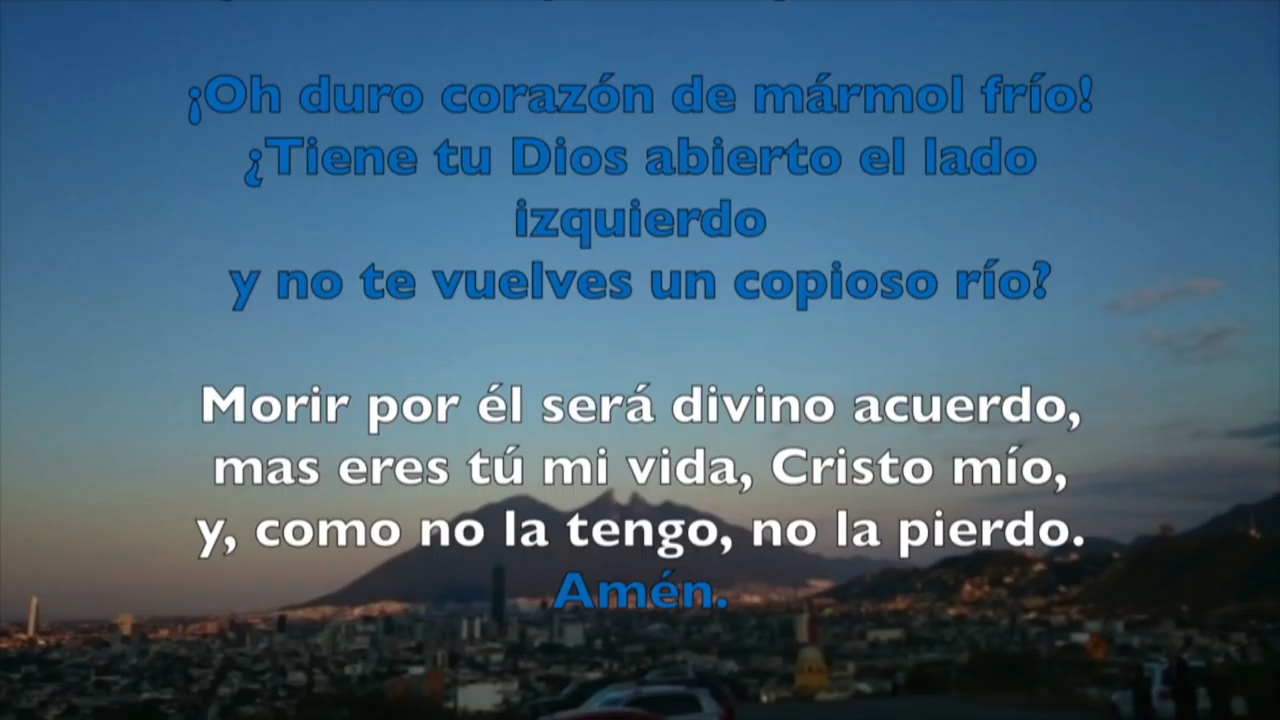 ¡Oh duro corazón de mármol frío!
¿Tiene tu Dios abierto el lado
izquierdo
y no te vuelves un copioso río?
Morir por él será divino acuerdo,
mas eres tú mi vida, Cristo mío,
y, como no la tengo, no la pierdo.
Amén.